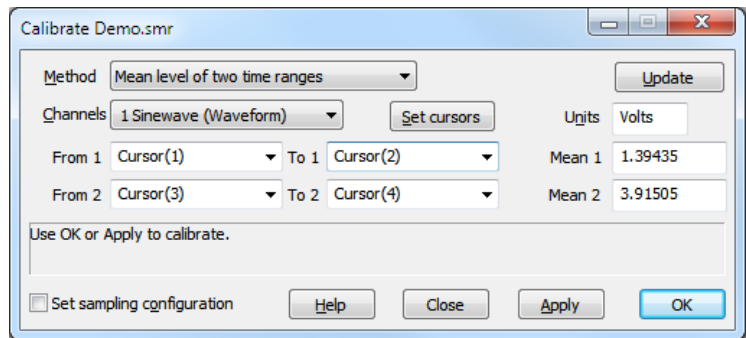 Calibrate Demo.smr
Method Mean level of two time ranges Update
Channels 1 Sinewave (Waveform) Set cursors Units Volts
From 1 Cursor(1) To 1 Cursor(2) Mean 1 1.39435
From 2 Cursor(3) To 2 Cursor(4) Mean 2 3.91505
Use OK or Apply to calibrate.
Set sampling configuration Help Close Apply OK